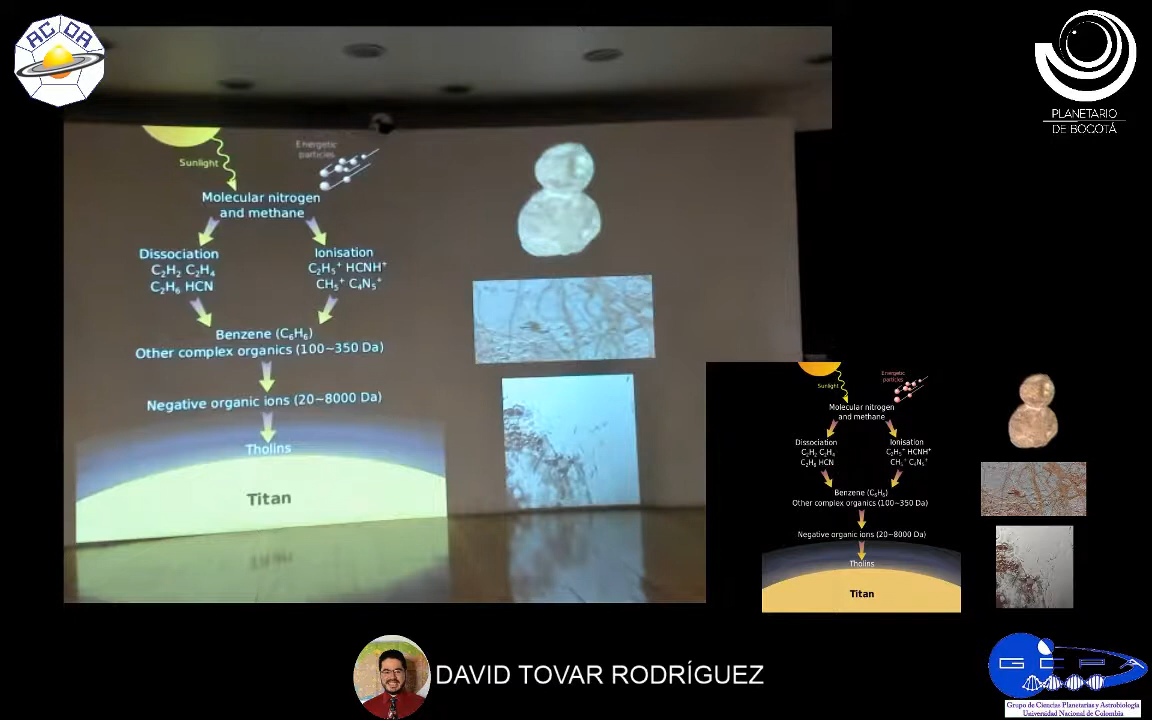 ACDA
PLANETARIO
DE BOGOTÁ
Sunlight
Energetic
particles
Molecular nitrogen
and methane
Dissociation
C₂H₂ C₂H₄
C₂H₆ HCN
Ionisation
C₂H₅⁺ HCNH⁺
CH₅⁺ C₄N₅⁺
Benzene (C₆H₆)
Other complex organics (100~350 Da)
Negative organic ions (20~8000 Da)
Tholins
Titan
Sunlight
Energetic
particles
Molecular nitrogen
and methane
Dissociation
C₂H₂ C₂H₄
C₂H₆ HCN
Ionisation
C₂H₅⁺ HCNH⁺
CH₅⁺ C₄N₅⁺
Benzene (C₆H₆)
Other complex organics (100~350 Da)
Negative organic ions (20~8000 Da)
Tholins
Titan
DAVID TOVAR RODRÍGUEZ
GCPA
Grupo de Ciencias Planetarias y Astrobiología
Universidad Nacional de Colombia